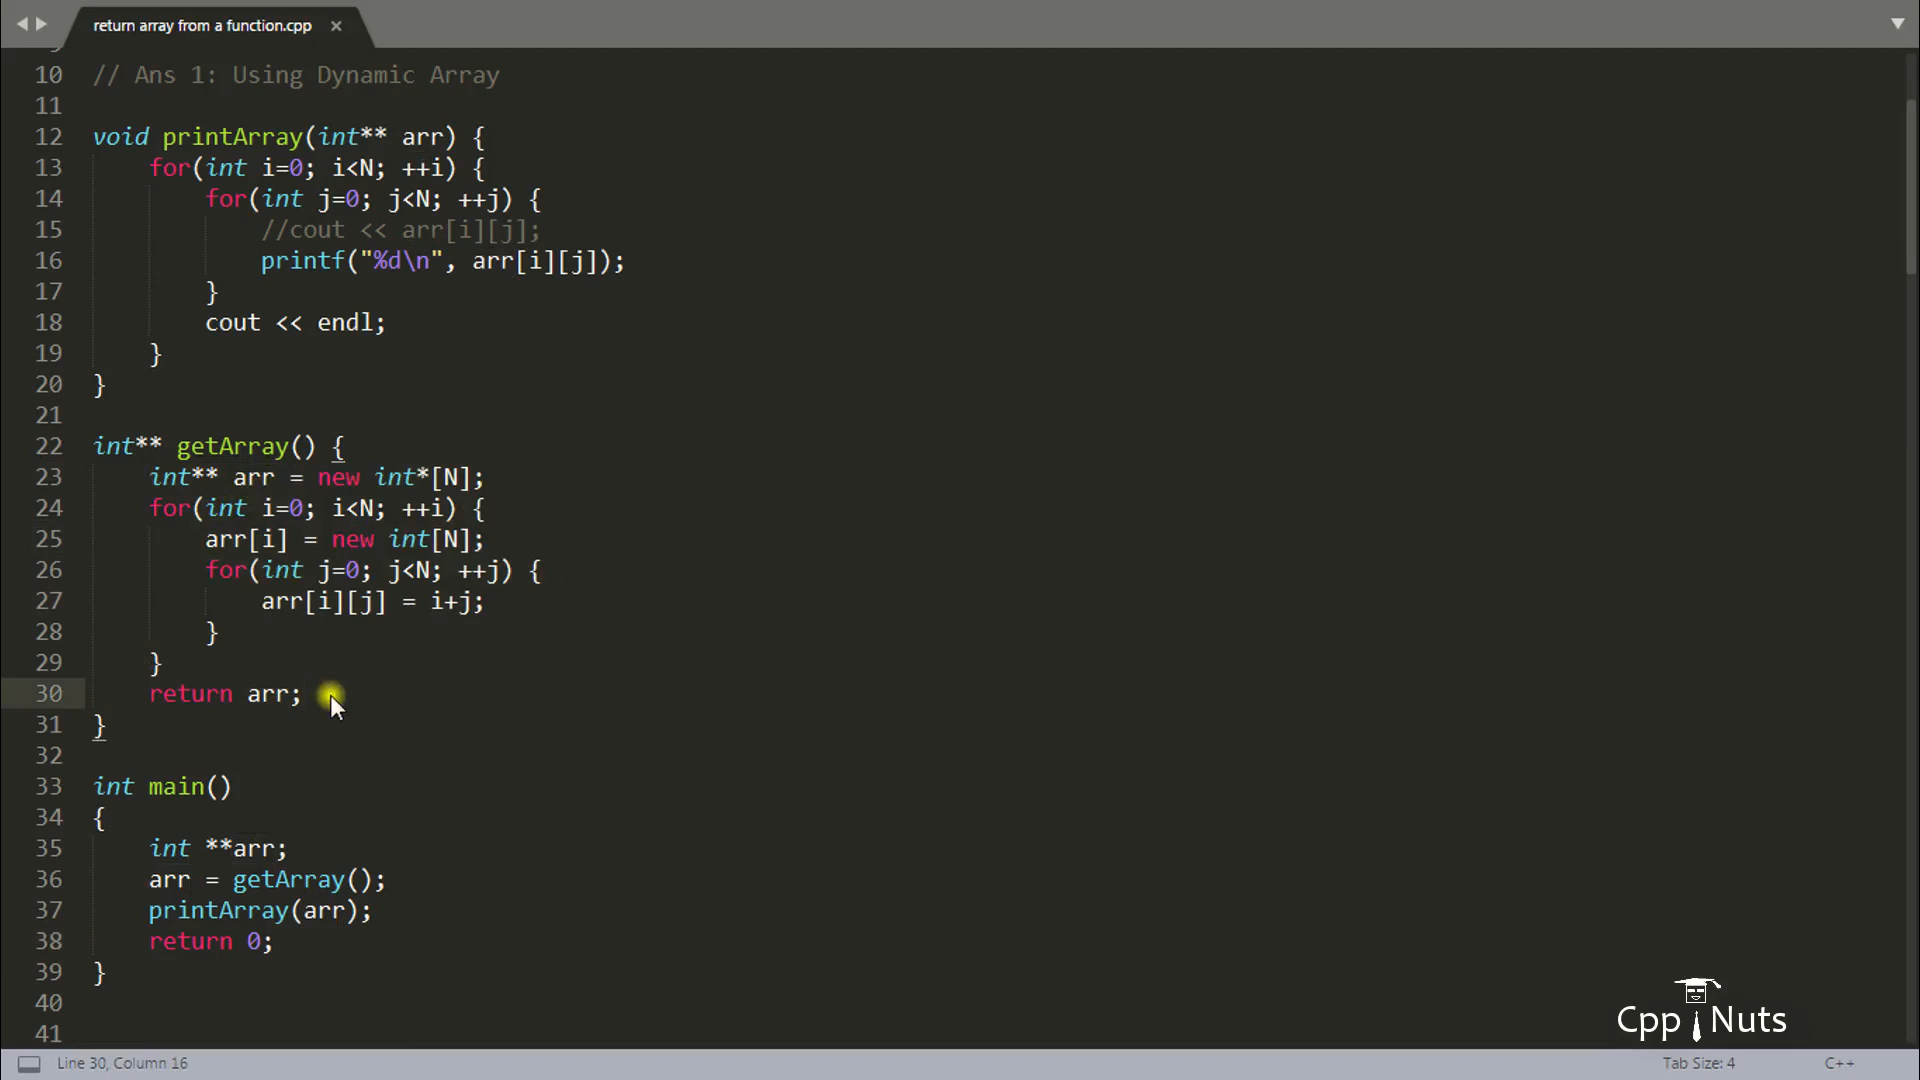 return array from a function.cpp ×
10 // Ans 1: Using Dynamic Array
11
12 void printArray(int** arr) {
13     for(int i=0; i<N; ++i) {
14         for(int j=0; j<N; ++j) {
15             //cout << arr[i][j];
16             printf("%d\n", arr[i][j]);
17         }
18         cout << endl;
19     }
20 }
21
22 int** getArray() {
23     int** arr = new int*[N];
24     for(int i=0; i<N; ++i) {
25         arr[i] = new int[N];
26         for(int j=0; j<N; ++j) {
27             arr[i][j] = i+j;
28         }
29     }
30     return arr;
31 }
32
33 int main()
34 {
35     int **arr;
36     arr = getArray();
37     printArray(arr);
38     return 0;
39 }
40
41
Cpp Nuts
Line 30, Column 16 Tab Size: 4 C++